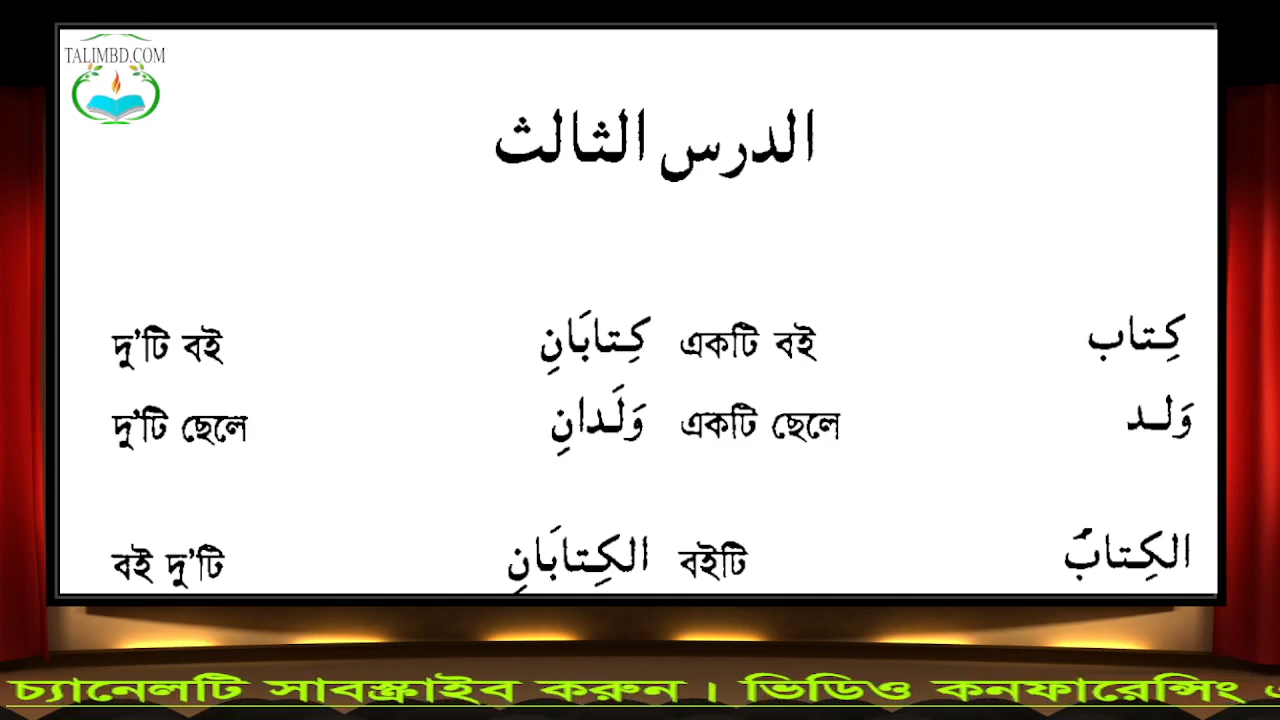 TALIMBD.COM
الدرس الثالث
كِتاب একটি বই كِتابَانِ দু'টি বই
وَلد একটি ছেলে وَلَدانِ দু'টি ছেলে
الكِتابُ বইটি الكِتابَانِ বই দু'টি
চ্যানেলটি সাবস্ক্রাইব করুন । ভিডিও কনফারেন্সিং